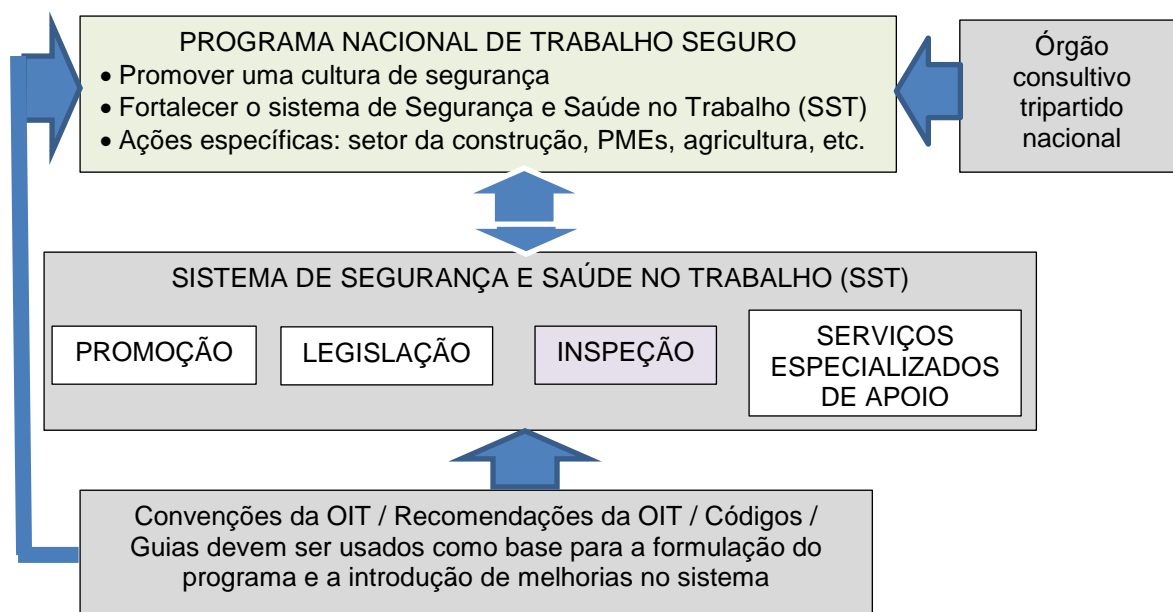 PROGRAMA NACIONAL DE TRABALHO SEGURO
• Promover uma cultura de segurança
• Fortalecer o sistema de Segurança e Saúde no Trabalho (SST)
• Ações específicas: setor da construção, PMEs, agricultura, etc.
Órgão
consultivo
tripartido
nacional
SISTEMA DE SEGURANÇA E SAÚDE NO TRABALHO (SST)
PROMOÇÃO
LEGISLAÇÃO
INSPEÇÃO
SERVIÇOS
ESPECIALIZADOS
DE APOIO
Convenções da OIT / Recomendações da OIT / Códigos /
Guias devem ser usados como base para a formulação do
programa e a introdução de melhorias no sistema